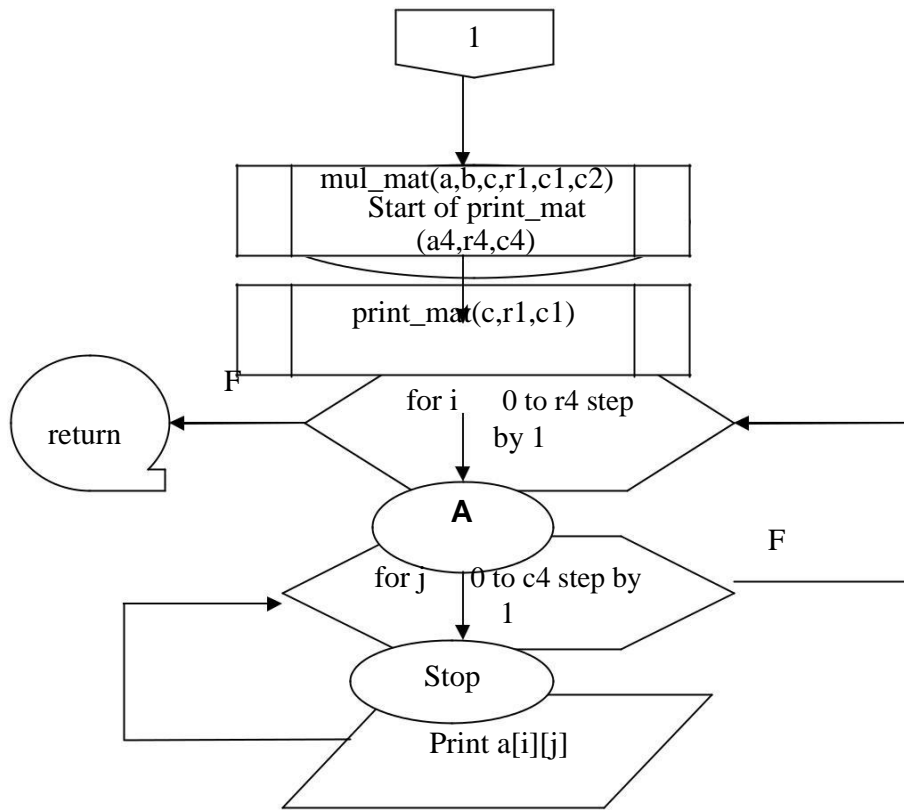 1
mul_mat(a,b,c,r1,c1,c2)
Start of print_mat
(a4,r4,c4)
print_mat(c,r1,c1)
F
for i 0 to r4 step
by 1
return
A
F
for j 0 to c4 step by
1
Stop
Print a[i][j]